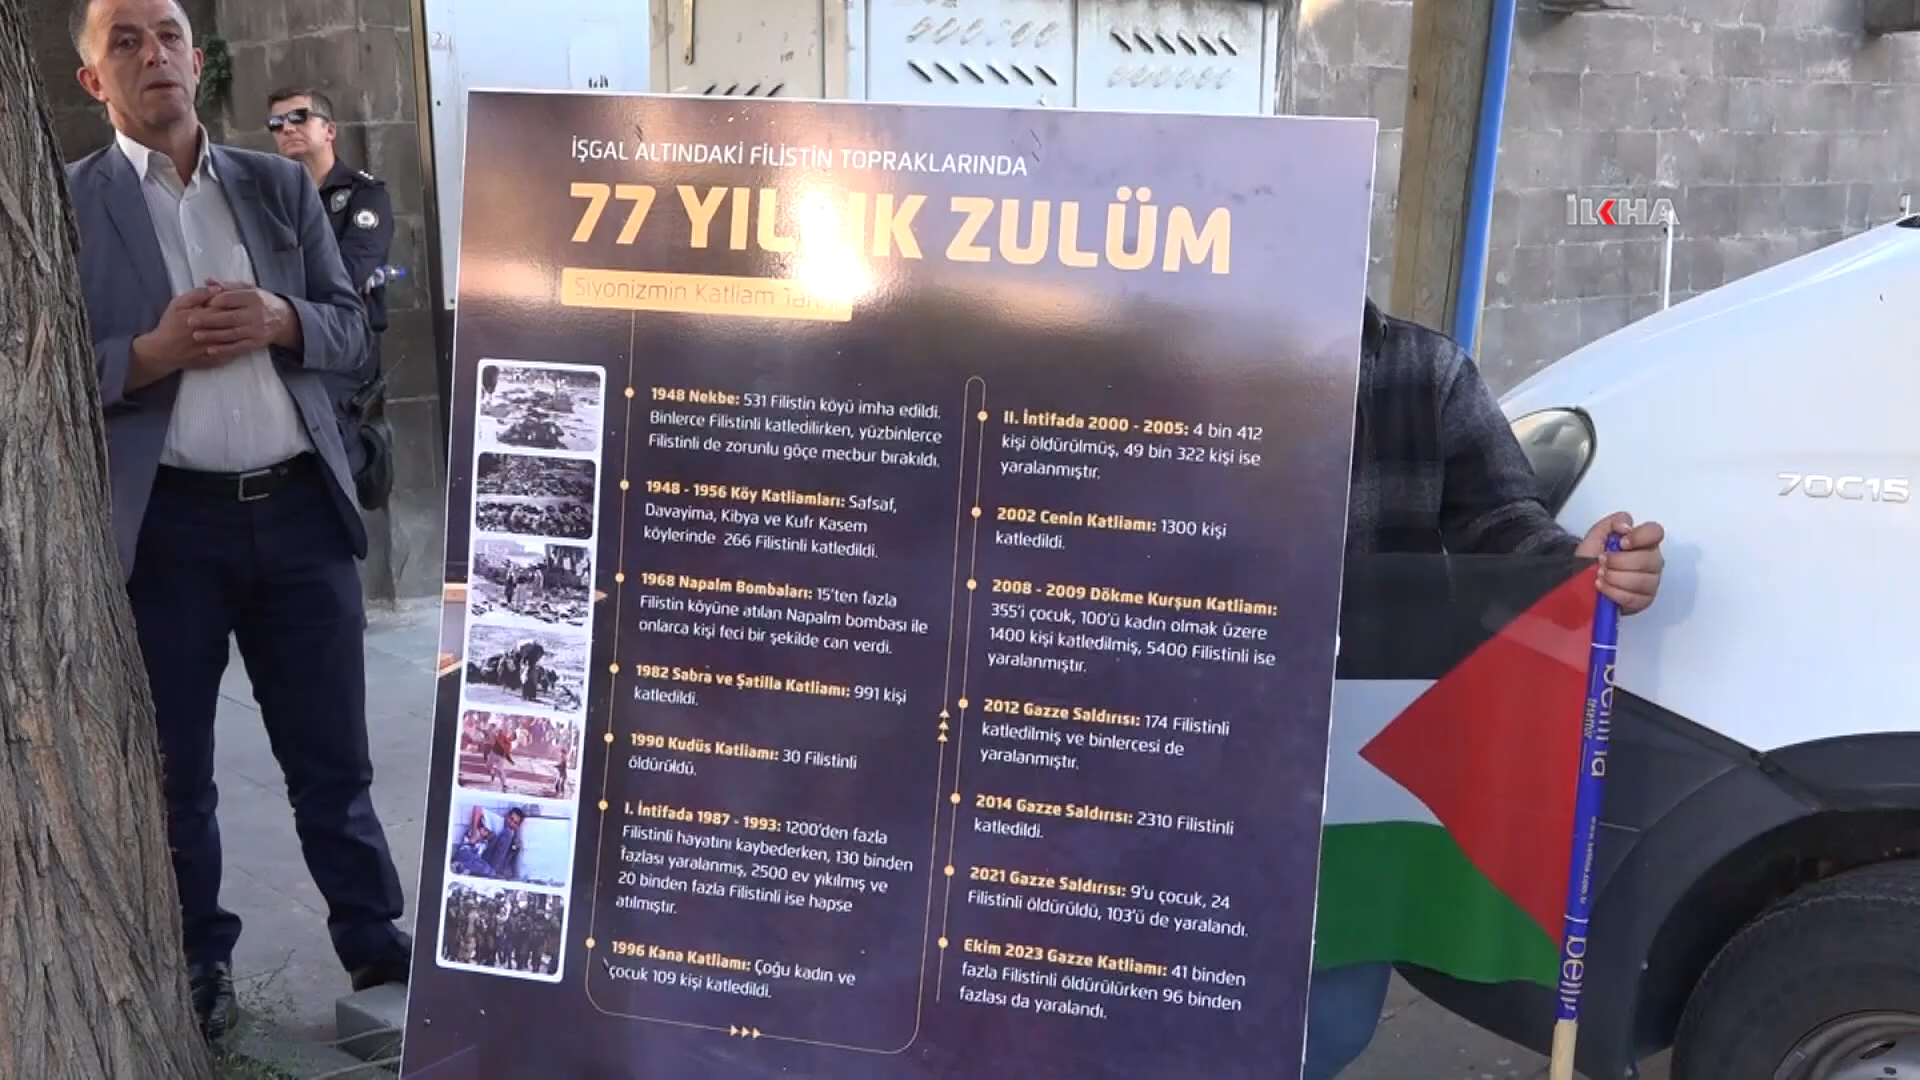 İŞGAL ALTINDAKİ FİLİSTİN TOPRAKLARINDA
77 YILLIK ZULÜM
Siyonizmin Katliam
1948 Nekbe: 531 Filistin köyü imha edildi.
Binlerce Filistinli katledilirken, yüzbinlerce
Filistinli de zorunlu göçe mecbur bırakıldı.
1948 - 1956 Köy Katliamları: Safsaf,
Davayima, Kibya ve Kufr Kasem
köylerinde 266 Filistinli katledildi.
1968 Napalm Bombaları: 15'ten fazla
Filistin köyüne atılan Napalm bombası ile
onlarca kişi feci bir şekilde can verdi.
1982 Sabra ve Şatilla Katliamı: 991 kişi
katledildi.
1990 Kudüs Katliamı: 30 Filistinli
öldürüldü.
I. İntifada 1987 - 1993: 1200'den fazla
Filistinli hayatını kaybederken, 130 binden
fazlası yaralanmış, 2500 ev yıkılmış ve
20 binden fazla Filistinli ise hapse
atılmıştır.
1996 Kana Katliamı: Çoğu kadın ve
çocuk 109 kişi katledildi.
II. İntifada 2000 - 2005: 4 bin 412
kişi öldürülmüş, 49 bin 322 kişi ise
yaralanmıştır.
2002 Cenin Katliamı: 1300 kişi
katledildi.
2008 - 2009 Dökme Kurşun Katliamı:
355'i çocuk, 100'ü kadın olmak üzere
1400 kişi katledilmiş, 5400 Filistinli ise
yaralanmıştır.
2012 Gazze Saldırısı: 174 Filistinli
katledilmiş ve binlerçesi de
yaralanmıştır.
2014 Gazze Saldırısı: 2310 Filistinli
katledildi.
2021 Gazze Saldırısı: 9'u çocuk, 24
Filistinli öldürüldü, 103'ü de yaralandı.
Ekim 2023 Gazze Katliamı: 41 binden
fazla Filistinli öldürülürken 96 binden
fazlası da yaralandı.
İLKHA
70C15